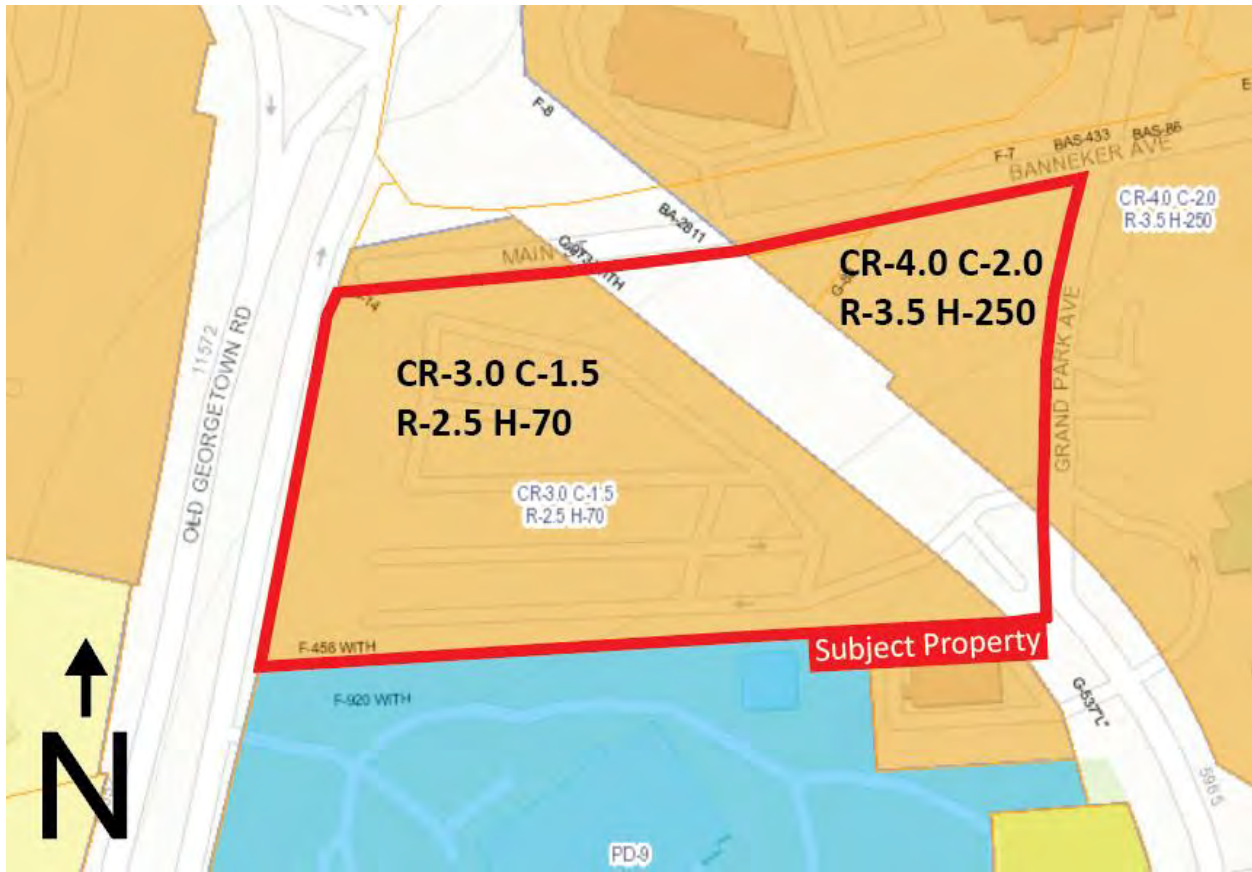 F-8
E
BAS-433
BAS-86
F-7
BANNEKER AVE
CR-4.0 C-2.0
R-3.5 H-250
BA-2811
MAIN
CR-4.0 C-2.0
R-3.5 H-250
11572
OLD GEORGETOWN RD
CR-3.0 C-1.5
R-2.5 H-70
GRAND PARK AVE
CR-3.0 C-1.5
R-2.5 H-70
F-456 WITH
Subject Property
F-920 WITH
G-537"L"
5965
N
PD-9